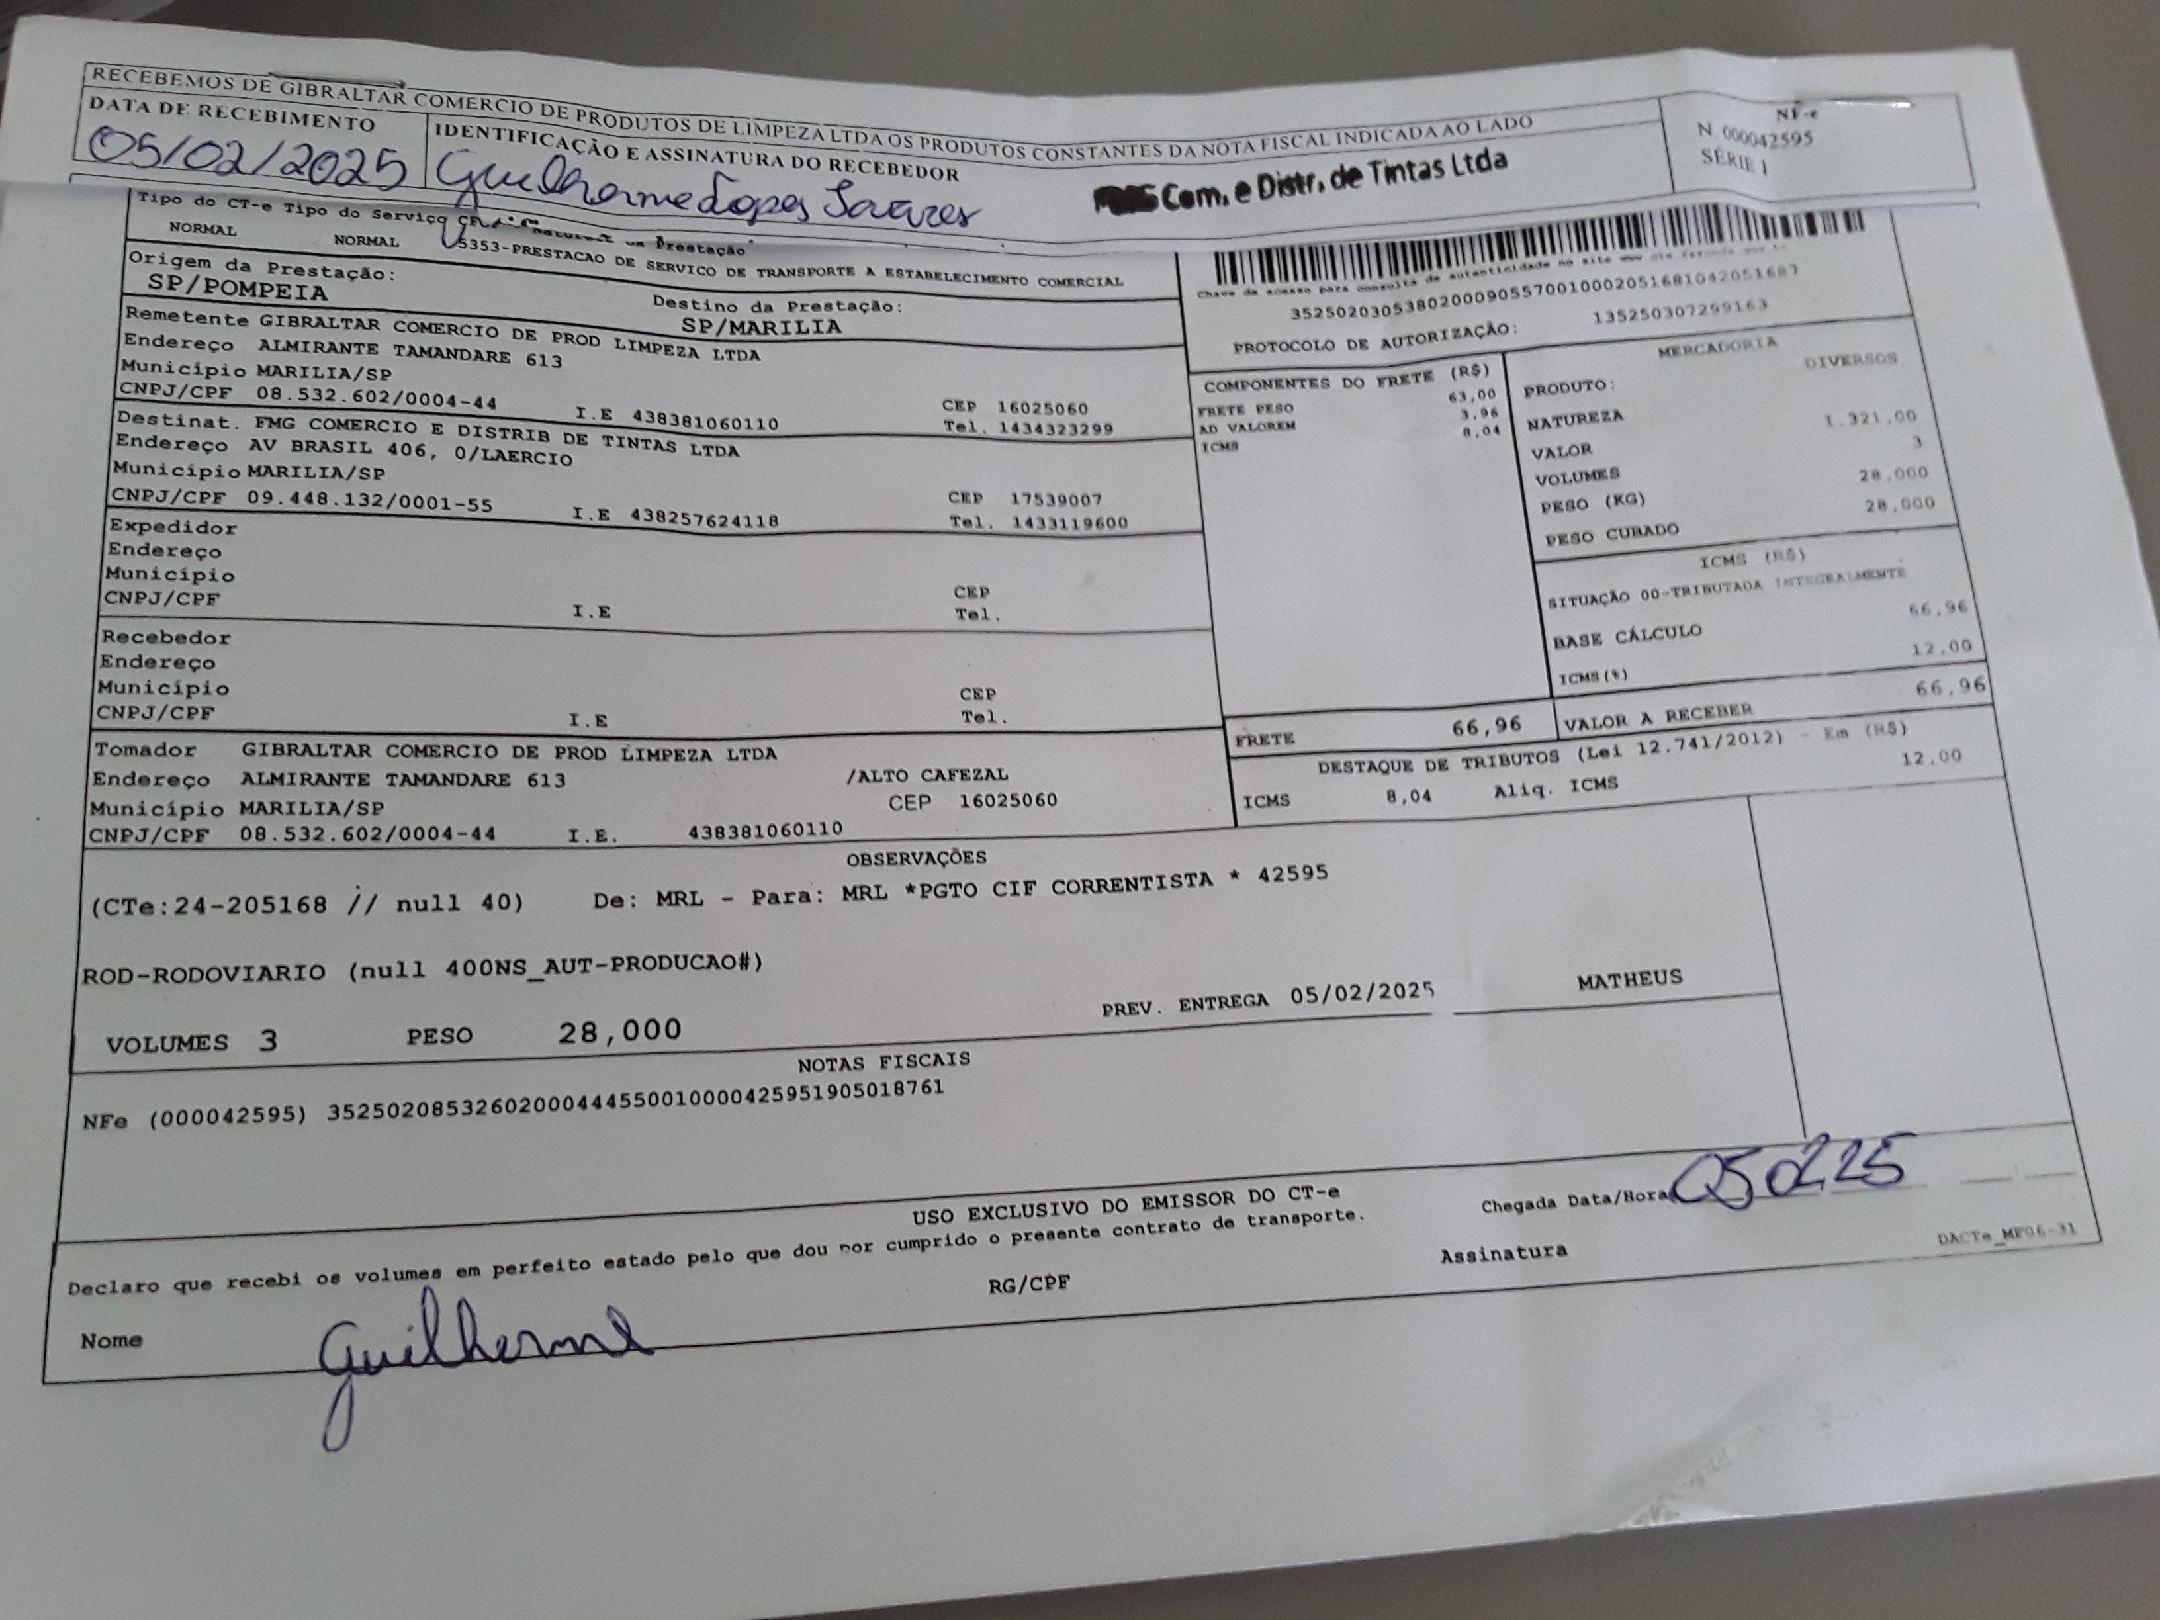 RECEBEMOS DE GIBRALTAR COMERCIO DE PRODUTOS DE LIMPEZA LTDA OS PRODUTOS CONSTANTES DA NOTA FISCAL INDICADA AO LADO
DATA DE RECEBIMENTO
05/02/2025
IDENTIFICAÇÃO E ASSINATURA DO RECEBEDOR
Guilherme Lopes Soares
Com. e Distr. de Tintas Ltda
NF-e
N. 000042595
SÉRIE 1
Tipo do CT-e Tipo do Serviço
Prestação
NORMAL NORMAL 5353-PRESTACAO DE SERVICO DE TRANSPORTE A ESTABELECIMENTO COMERCIAL
Origem da Prestação:
SP/POMPEIA
Destino da Prestação:
SP/MARILIA
Chave de acesso para consulta de autenticidade no site www
35250203053802000905570010002051681042051687
PROTOCOLO DE AUTORIZAÇÃO: 135250307299163
Remetente GIBRALTAR COMERCIO DE PROD LIMPEZA LTDA
Endereço ALMIRANTE TAMANDARE 613
Município MARILIA/SP
CEP 16025060
CNPJ/CPF 08.532.602/0004-44 I.E 438381060110 Tel. 1434323299
Destinat. FMG COMERCIO E DISTRIB DE TINTAS LTDA
Endereço AV BRASIL 406, 0/LAERCIO
Município MARILIA/SP
CEP 17539007
CNPJ/CPF 09.448.132/0001-55 I.E 438257624118 Tel. 1433119600
Expedidor
Endereço
Município
CEP
CNPJ/CPF I.E Tel.
Recebedor
Endereço
Município
CEP
CNPJ/CPF I.E Tel.
Tomador GIBRALTAR COMERCIO DE PROD LIMPEZA LTDA
Endereço ALMIRANTE TAMANDARE 613 /ALTO CAFEZAL
Município MARILIA/SP CEP 16025060
CNPJ/CPF 08.532.602/0004-44 I.E. 438381060110
COMPONENTES DO FRETE (R$)
FRETE PESO 63,00
AD VALOREM 3,96
ICMS 8,04
MERCADORIA
PRODUTO: DIVERSOS
NATUREZA
VALOR 1.321,00
VOLUMES 3
PESO (KG) 28,000
PESO CUBADO 28,000
ICMS (R$)
SITUAÇÃO 00-TRIBUTADA INTEGRALMENTE
BASE CÁLCULO 66,96
ICMS(%) 12,00
FRETE 66,96
VALOR A RECEBER 66,96
DESTAQUE DE TRIBUTOS (Lei 12.741/2012) - Em (R$)
ICMS 8,04 Aliq. ICMS 12,00
OBSERVAÇÕES
(CTe:24-205168 // null 40) De: MRL - Para: MRL *PGTO CIF CORRENTISTA * 42595
ROD-RODOVIARIO (null 400NS_AUT-PRODUCAO#)
VOLUMES 3 PESO 28,000 PREV. ENTREGA 05/02/2025 MATHEUS
NOTAS FISCAIS
NFe (000042595) 35250208532602000444550010000425951905018761
USO EXCLUSIVO DO EMISSOR DO CT-e
Declaro que recebi os volumes em perfeito estado pelo que dou por cumprido o presente contrato de transporte.
Chegada Data/Hora 05 02 25
Nome Guilherme
RG/CPF
Assinatura
DACTe_MF06-31